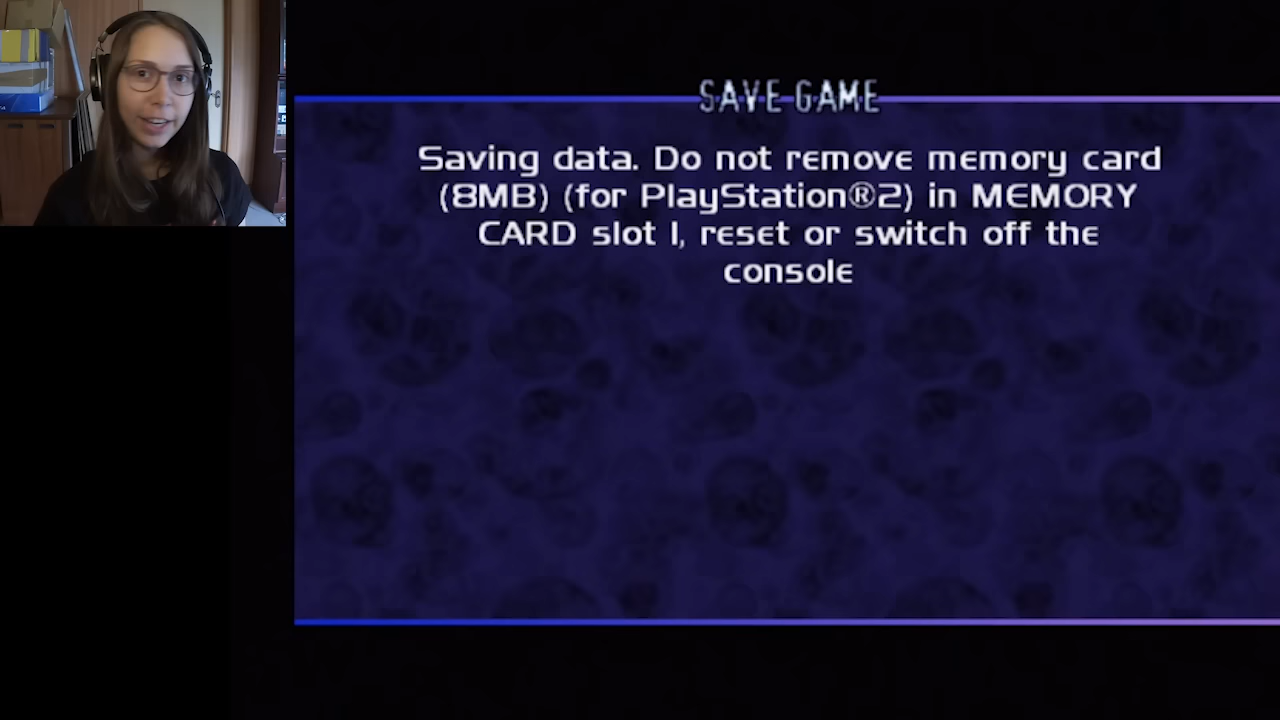 SAVE GAME
Saving data. Do not remove memory card
(8MB) (for PlayStation®2) in MEMORY
CARD slot 1, reset or switch off the
console